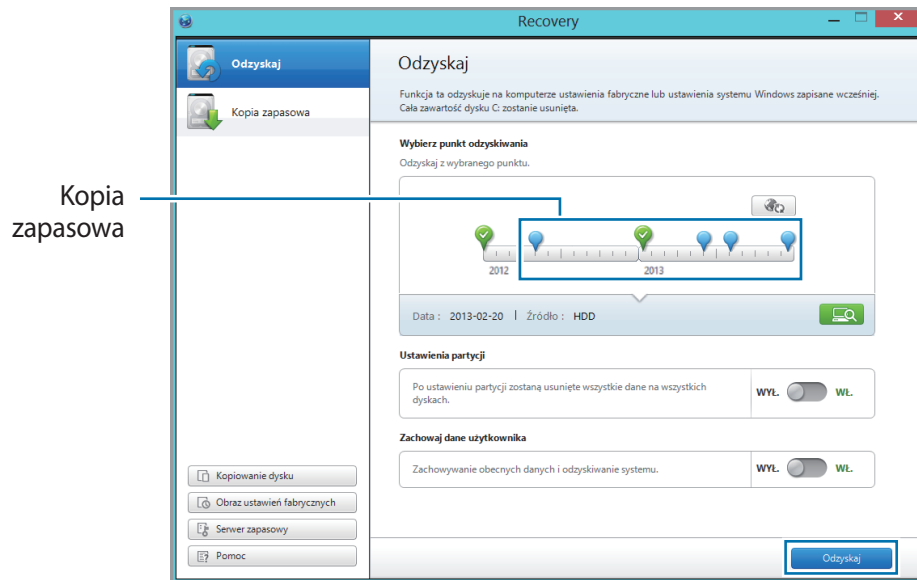 Recovery
Odzyskaj
Kopia zapasowa
Odzyskaj
Funkcja ta odzyskuje na komputerze ustawienia fabryczne lub ustawienia systemu Windows zapisane wcześniej.
Cała zawartość dysku C: zostanie usunięta.
Wybierz punkt odzyskiwania
Odzyskaj z wybranego punktu.
Kopia
zapasowa
2012
2013
Data : 2013-02-20 | Źródło : HDD
Ustawienia partycji
Po ustawieniu partycji zostaną usunięte wszystkie dane na wszystkich
dyskach.
WYŁ. WŁ.
Zachowaj dane użytkownika
Zachowywanie obecnych danych i odzyskiwanie systemu.
WYŁ. WŁ.
Kopiowanie dysku
Obraz ustawień fabrycznych
Serwer zapasowy
Pomoc
Odzyskaj